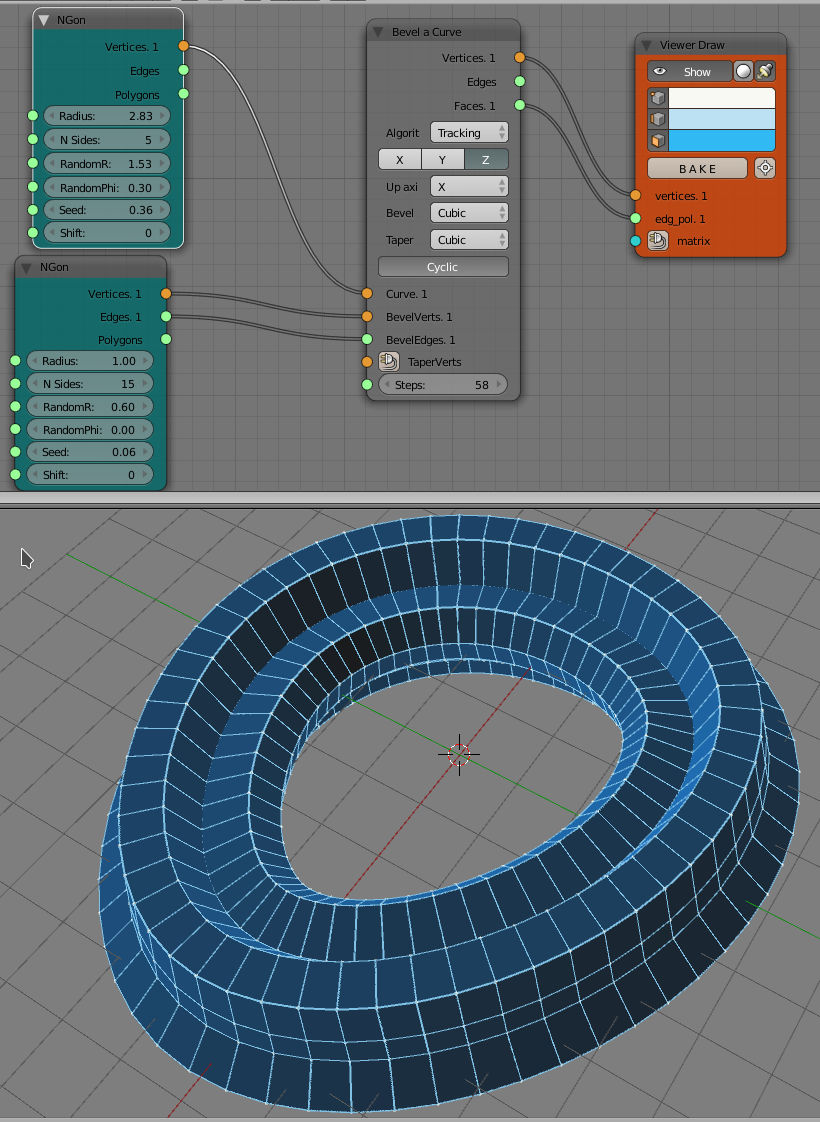 NGon
Vertices. 1
Edges
Polygons
Radius: 2.83
N Sides: 5
RandomR: 1.53
RandomPhi: 0.30
Seed: 0.36
Shift: 0
NGon
Vertices. 1
Edges. 1
Polygons
Radius: 1.00
N Sides: 15
RandomR: 0.60
RandomPhi: 0.00
Seed: 0.06
Shift: 0
Bevel a Curve
Vertices. 1
Edges
Faces. 1
Algorit Tracking
X Y Z
Up axi X
Bevel Cubic
Taper Cubic
Cyclic
Curve. 1
BevelVerts. 1
BevelEdges. 1
TaperVerts
Steps: 58
Viewer Draw
Show
BAKE
vertices. 1
edg_pol. 1
matrix